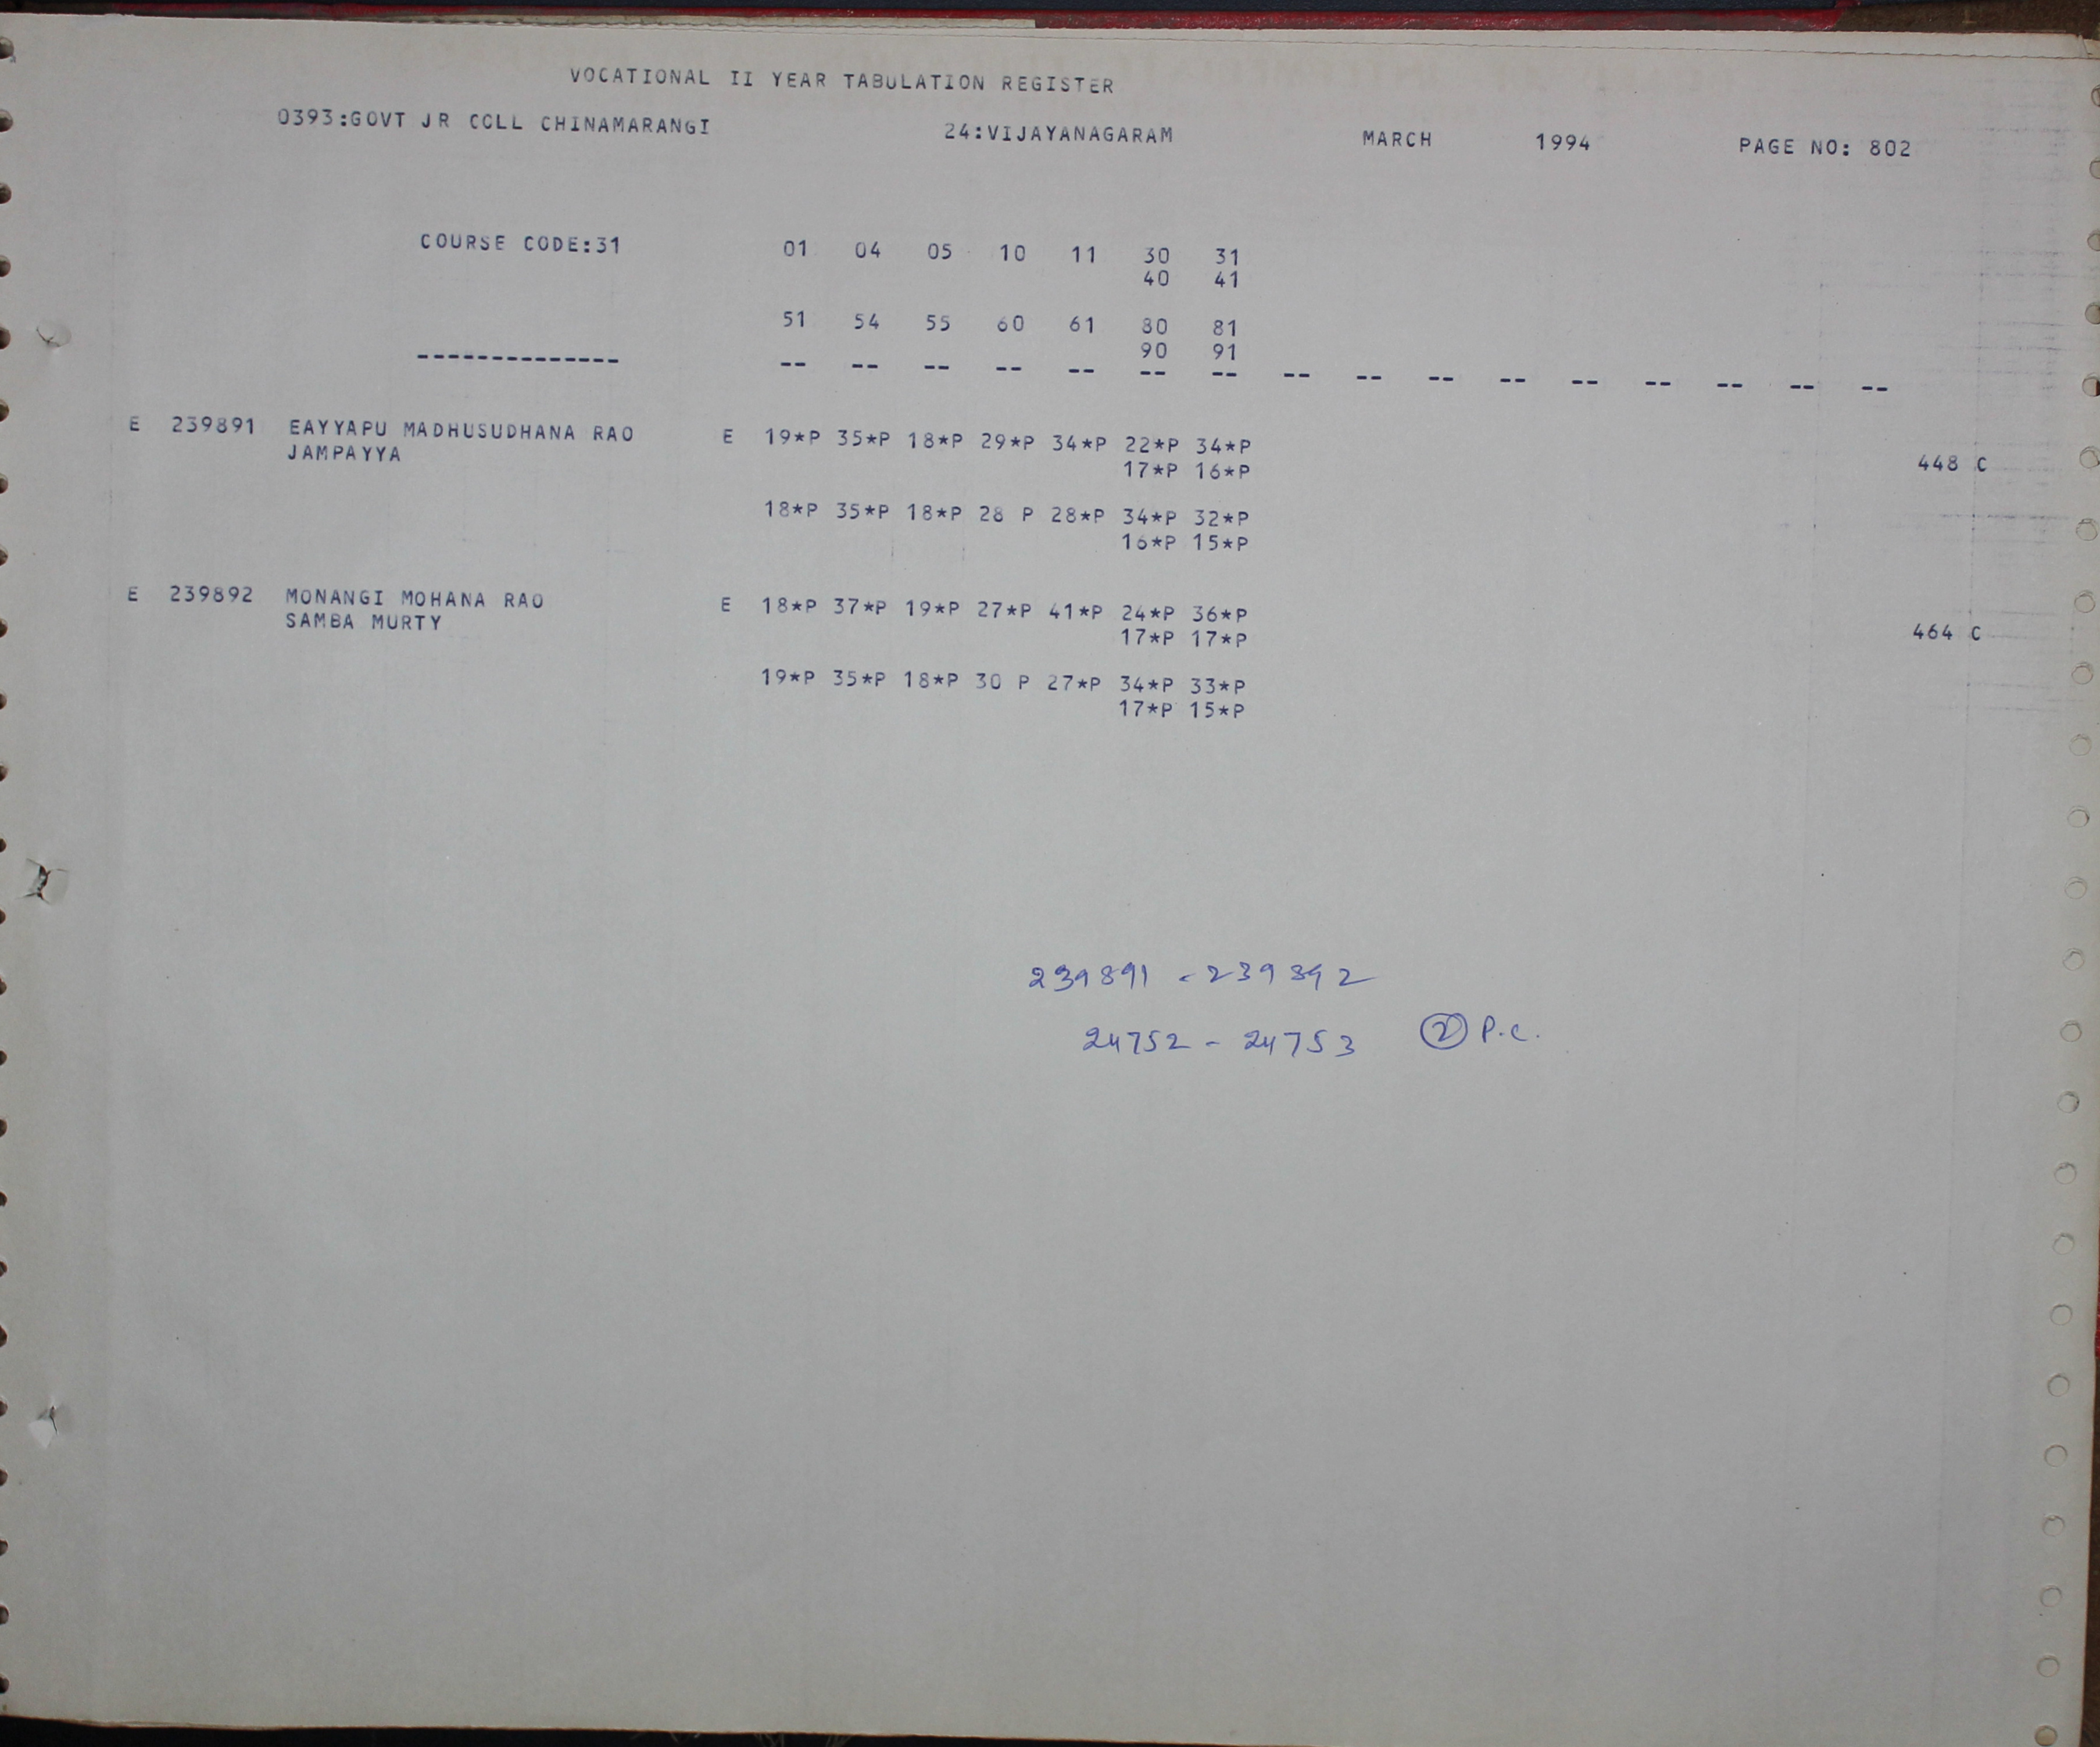 VOCATIONAL II YEAR TABULATION REGISTER
0393:GOVT JR COLL CHINAMARANGI 24:VIJAYANAGARAM MARCH 1994 PAGE NO: 802
COURSE CODE:31 01 04 05 10 11 30 31
40 41
51 54 55 60 61 80 81
90 91
-------------- -- -- -- -- -- -- -- -- -- -- -- -- -- -- -- --
E 239891 EAYYAPU MADHUSUDHANA RAO E 19*P 35*P 18*P 29*P 34*P 22*P 34*P
JAMPAYYA 17*P 16*P 448 C
18*P 35*P 18*P 28 P 28*P 34*P 32*P
16*P 15*P
E 239892 MONANGI MOHANA RAO E 18*P 37*P 19*P 27*P 41*P 24*P 36*P
SAMBA MURTY 17*P 17*P 464 C
19*P 35*P 18*P 30 P 27*P 34*P 33*P
17*P 15*P
239891 - 239892
24752 - 24753 2 P.C.